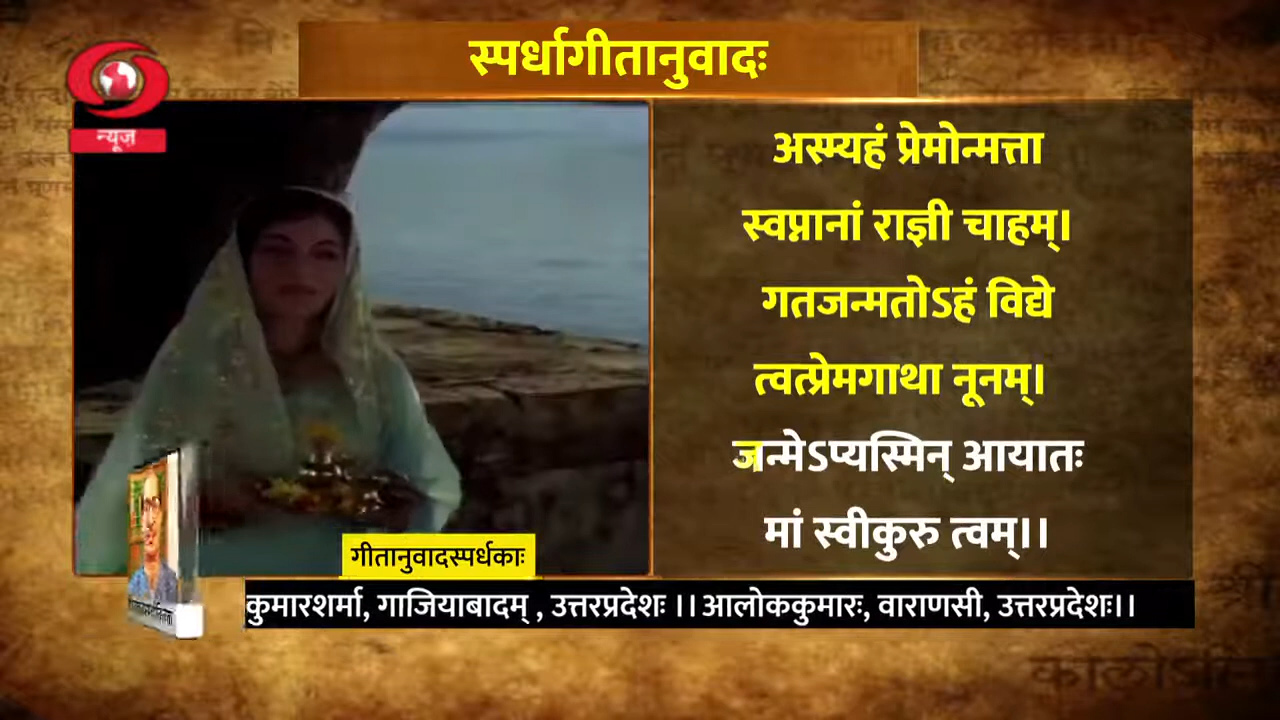 स्पर्धागीतानुवादः
न्यूज़
अस्म्यहं प्रेमोन्मत्ता
स्वप्नानां राज्ञी चाहम्।
गतजन्मतोऽहं विद्ये
त्वत्प्रेमगाथा नूनम्।
जन्मेऽप्यस्मिन् आयातः
मां स्वीकुरु त्वम्।।
गीतानुवादस्पर्धकाः
कुमारशर्मा, गाजियाबादम् , उत्तरप्रदेशः ।। आलोककुमारः, वाराणसी, उत्तरप्रदेशः।।